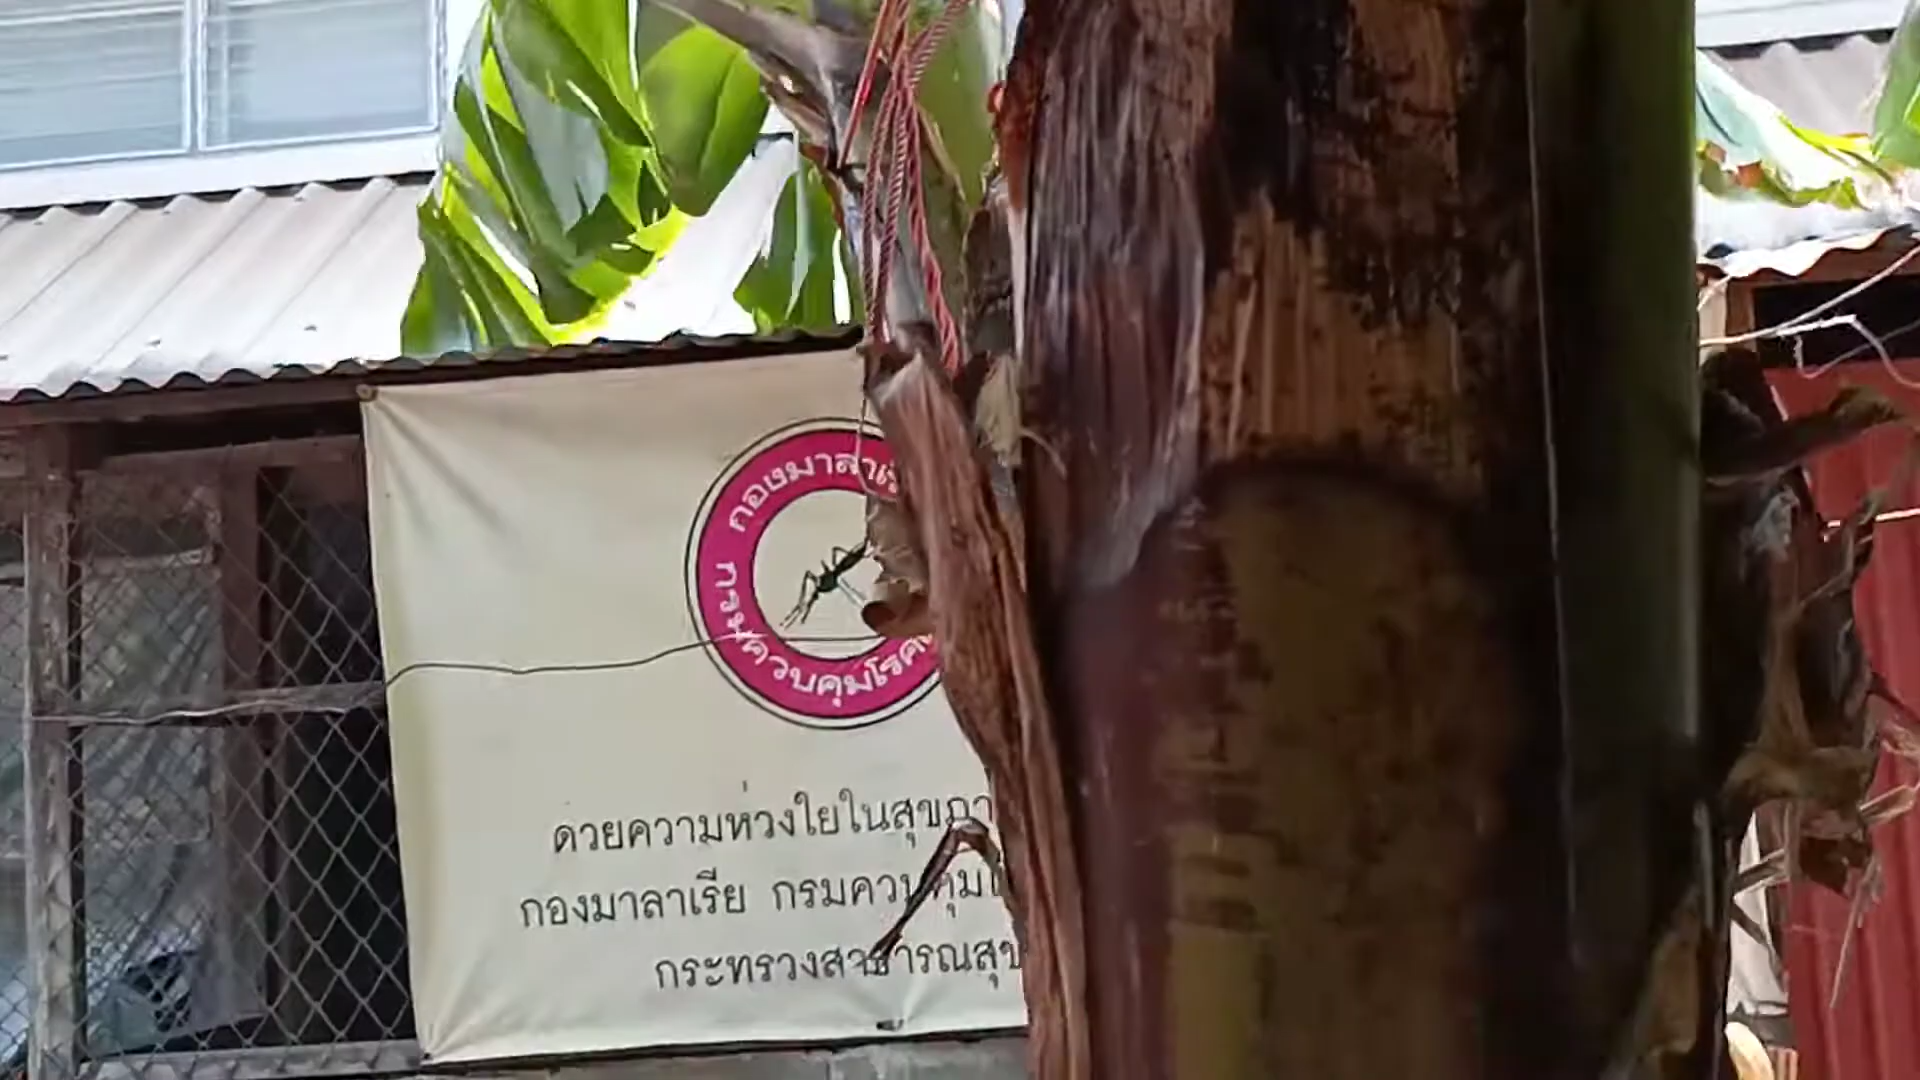 กองมาลาเรี
กรมควบคุมโรค
ด้วยความห่วงใยในสุขภา
กองมาลาเรีย กรมควบคุมโ
กระทรวงสาธารณสุข